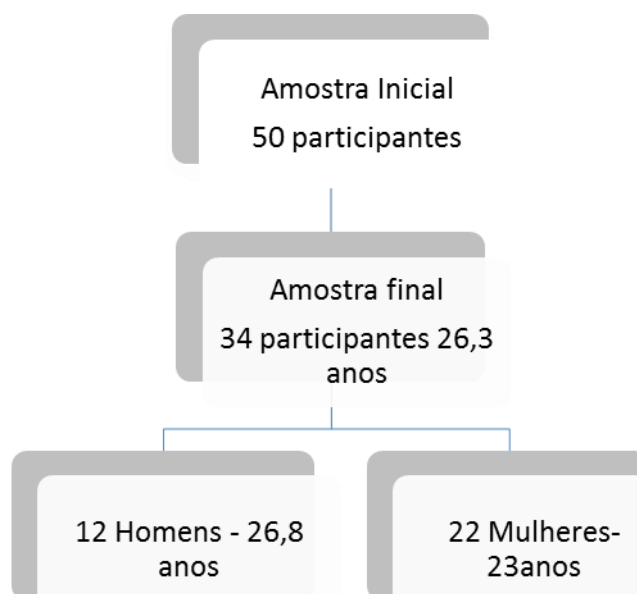 Amostra Inicial
50 participantes
Amostra final
34 participantes 26,3
anos
12 Homens - 26,8
anos
22 Mulheres-
23anos